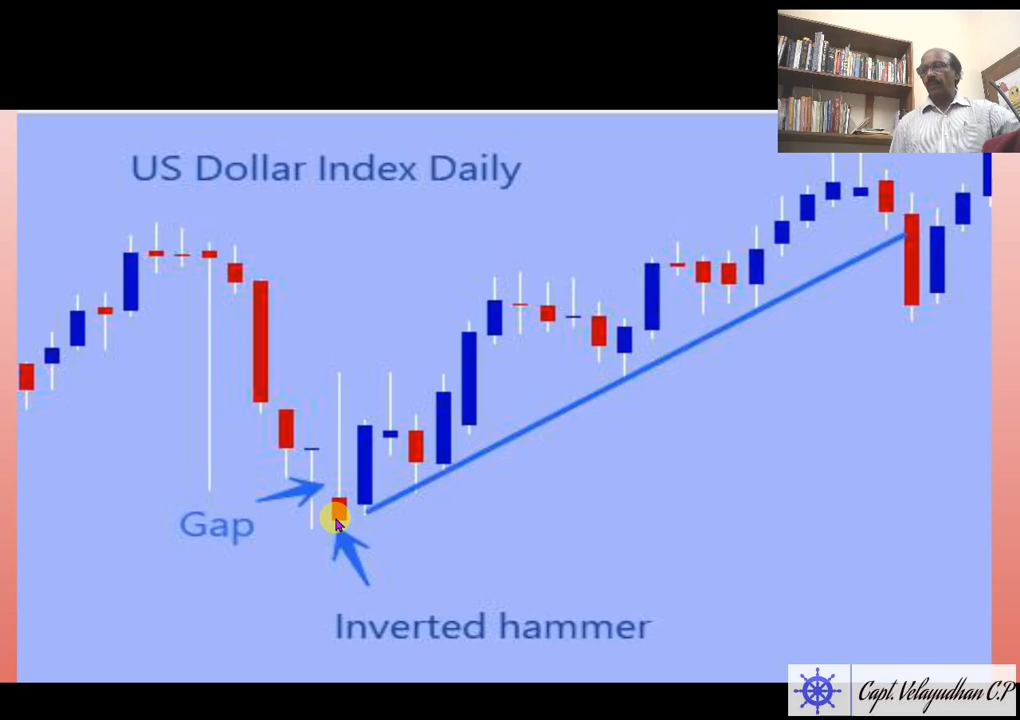 US Dollar Index Daily
Gap
Inverted hammer
Capt. Velayudhan C.P